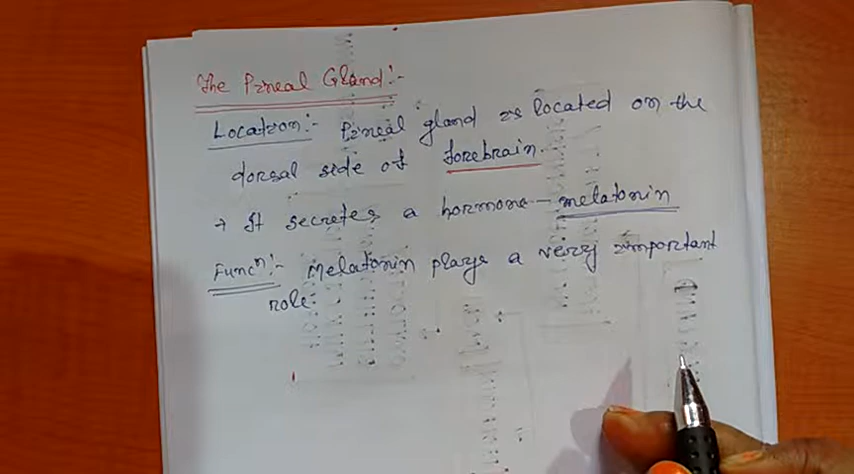 The Pineal Gland:-
Location:- Pineal gland is located on the
dorsal side of forebrain.
→ It secretes a hormone - melatonin
Funcⁿ:- Melatonin plays a very important
role: